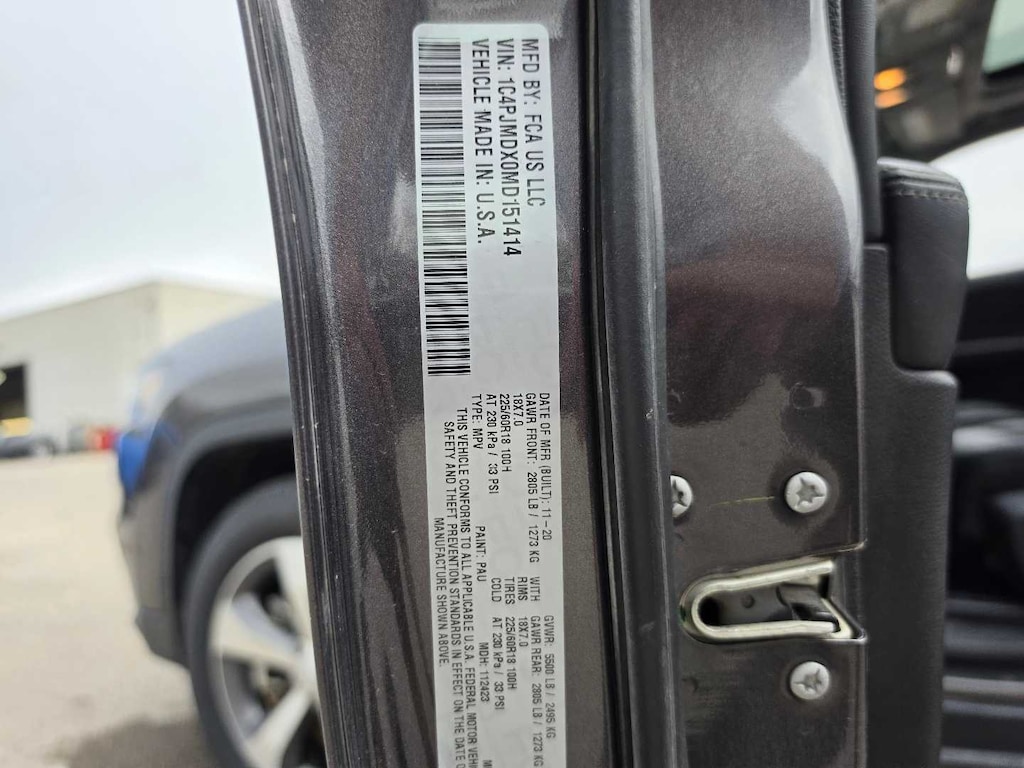 MFD BY: FCA US LLC
VIN: 1C4PJMDX0MD151414
VEHICLE MADE IN: U.S.A.
DATE OF MFR (BUILT): 11-20 GVWR: 5500 LB / 2495 KG
GAWR FRONT: 2805 LB / 1273 KG WITH GAWR REAR: 2805 LB / 1273 KG
18X7.0 RIMS 18X7.0
225/60R18 100H TIRES 225/60R18 100H
AT 230 kPa / 33 PSI COLD AT 230 kPa / 33 PSI
TYPE: MPV PAINT: PAU MDH: 112423
THIS VEHICLE CONFORMS TO ALL APPLICABLE U.S.A. FEDERAL MOTOR
SAFETY AND THEFT PREVENTION STANDARDS IN EFFECT ON THE DATE
MANUFACTURE SHOWN ABOVE.